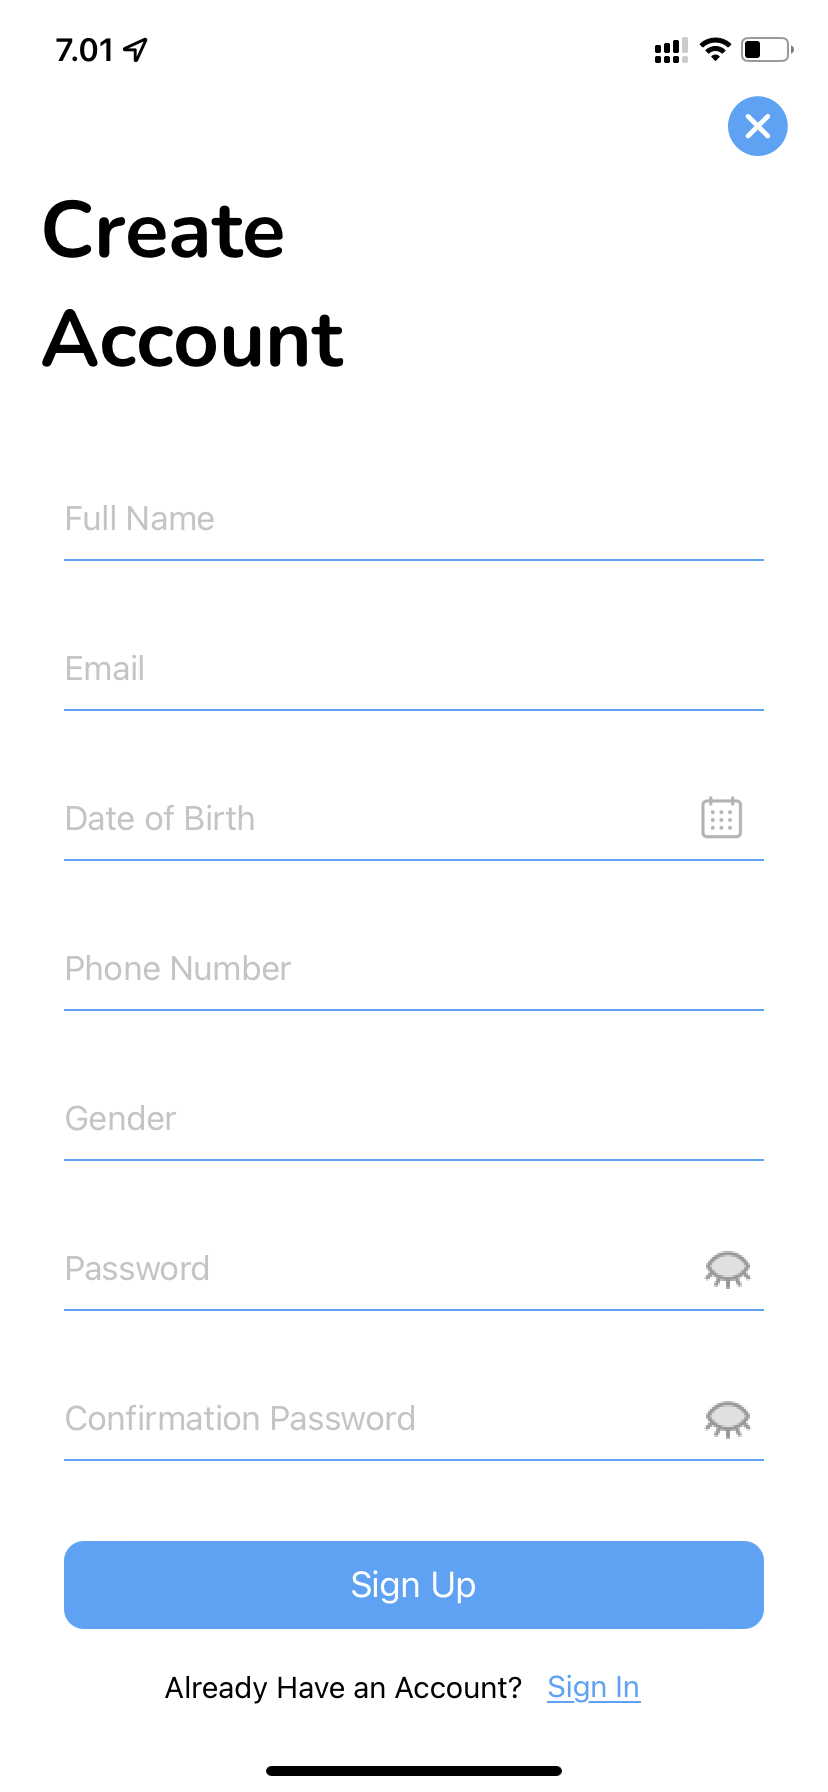 7.01
Create
Account
Full Name
Email
Date of Birth
Phone Number
Gender
Password
Confirmation Password
Sign Up
Already Have an Account? Sign In